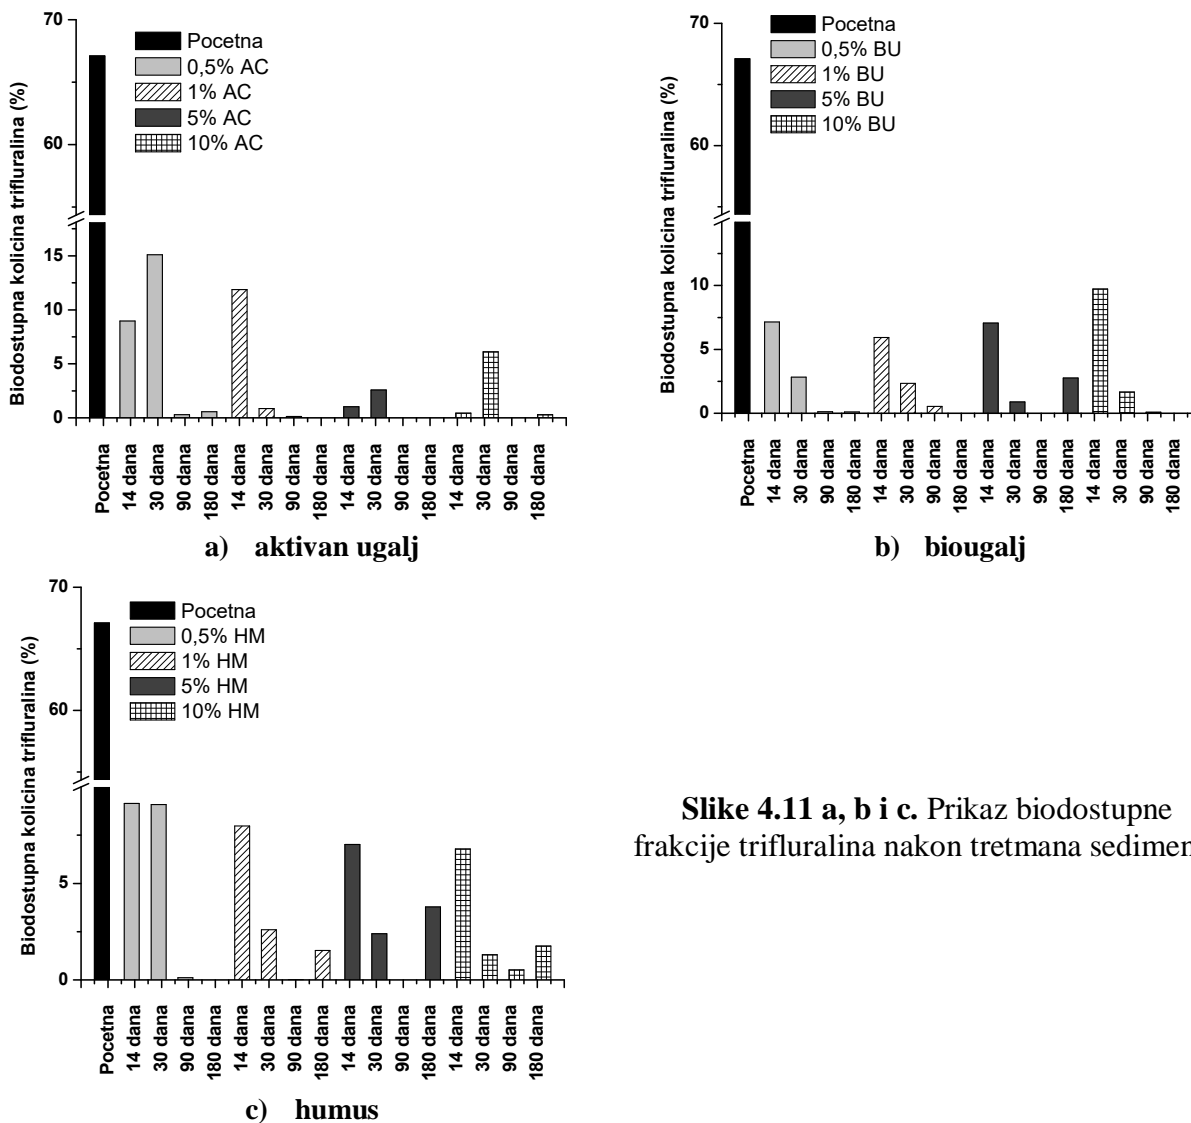 Biodostupna kolicina trifluralina (%)
70
60
15
10
5
0
Pocetna
0,5% AC
1% AC
5% AC
10% AC
Pocetna
14 dana
30 dana
90 dana
180 dana
14 dana
30 dana
90 dana
180 dana
14 dana
30 dana
90 dana
180 dana
14 dana
30 dana
90 dana
180 dana
a) aktivan ugalj
Biodostupna kolicina trifluralina (%)
70
60
10
5
0
Pocetna
0,5% BU
1% BU
5% BU
10% BU
Pocetna
14 dana
30 dana
90 dana
180 dana
14 dana
30 dana
90 dana
180 dana
14 dana
30 dana
90 dana
180 dana
14 dana
30 dana
90 dana
180 dana
b) biougalj
Biodostupna kolicina trifluralina (%)
70
60
5
0
Pocetna
0,5% HM
1% HM
5% HM
10% HM
Pocetna
14 dana
30 dana
90 dana
180 dana
14 dana
30 dana
90 dana
180 dana
14 dana
30 dana
90 dana
180 dana
14 dana
30 dana
90 dana
180 dana
c) humus
Slike 4.11 a, b i c. Prikaz biodostupne
frakcije trifluralina nakon tretmana